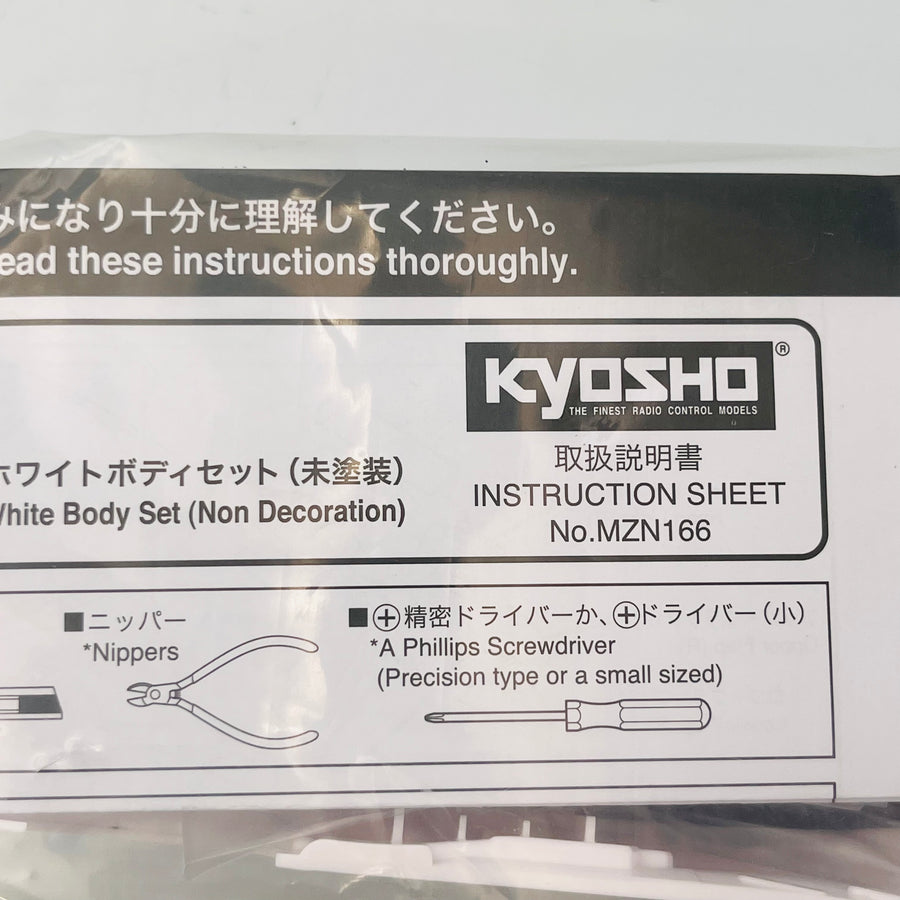 みになり十分に理解してください。
ead these instructions thoroughly.
KYOSHO®
THE FINEST RADIO CONTROL MODELS
取扱説明書
INSTRUCTION SHEET
No.MZN166
ホワイトボディセット（未塗装）
White Body Set (Non Decoration)
■ニッパー
*Nippers
■⊕精密ドライバーか、⊕ドライバー（小）
*A Phillips Screwdriver
(Precision type or a small sized)